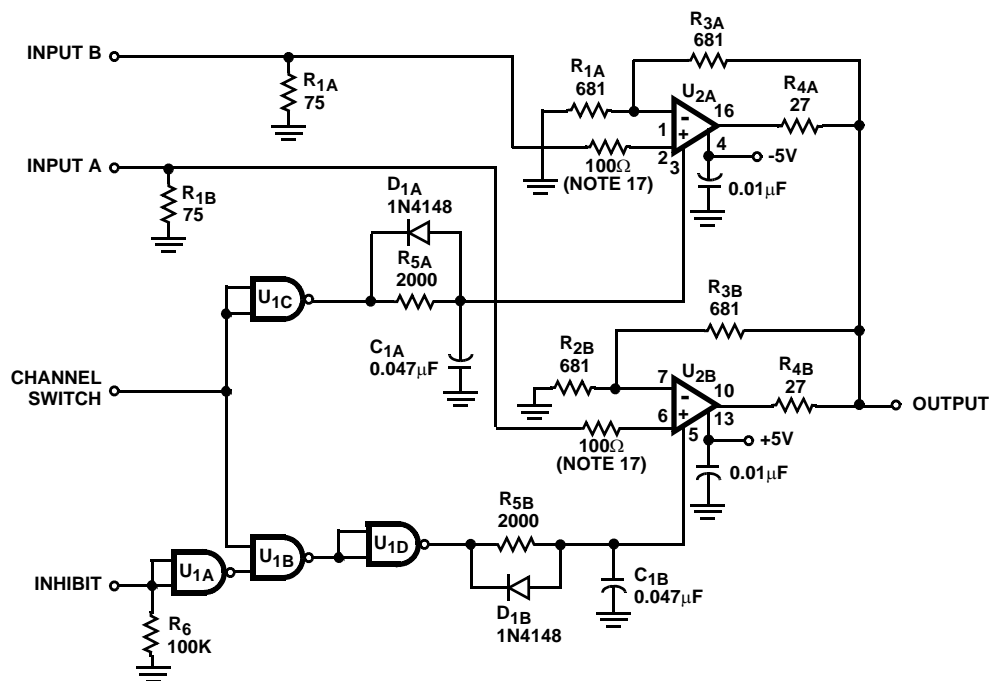 INPUT B
R1A
75
INPUT A
R1B
75
R3A
681
R1A
681
U2A
16
R4A
27
-
+
1
2
3
4
-5V
100Ω
(NOTE 17)
0.01μF
D1A
1N4148
R5A
2000
U1C
C1A
0.047μF
CHANNEL
SWITCH
R3B
681
R2B
681
U2B
7
10
R4B
27
-
+
6
5
13
OUTPUT
+5V
100Ω
(NOTE 17)
0.01μF
R5B
2000
U1D
U1B
U1A
INHIBIT
R6
100K
D1B
1N4148
C1B
0.047μF